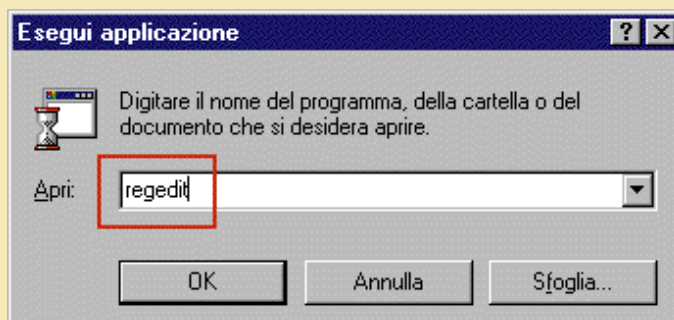 Esegui applicazione
Digitare il nome del programma, della cartella o del
documento che si desidera aprire.
Apri: regedit
OK Annulla Sfoglia...